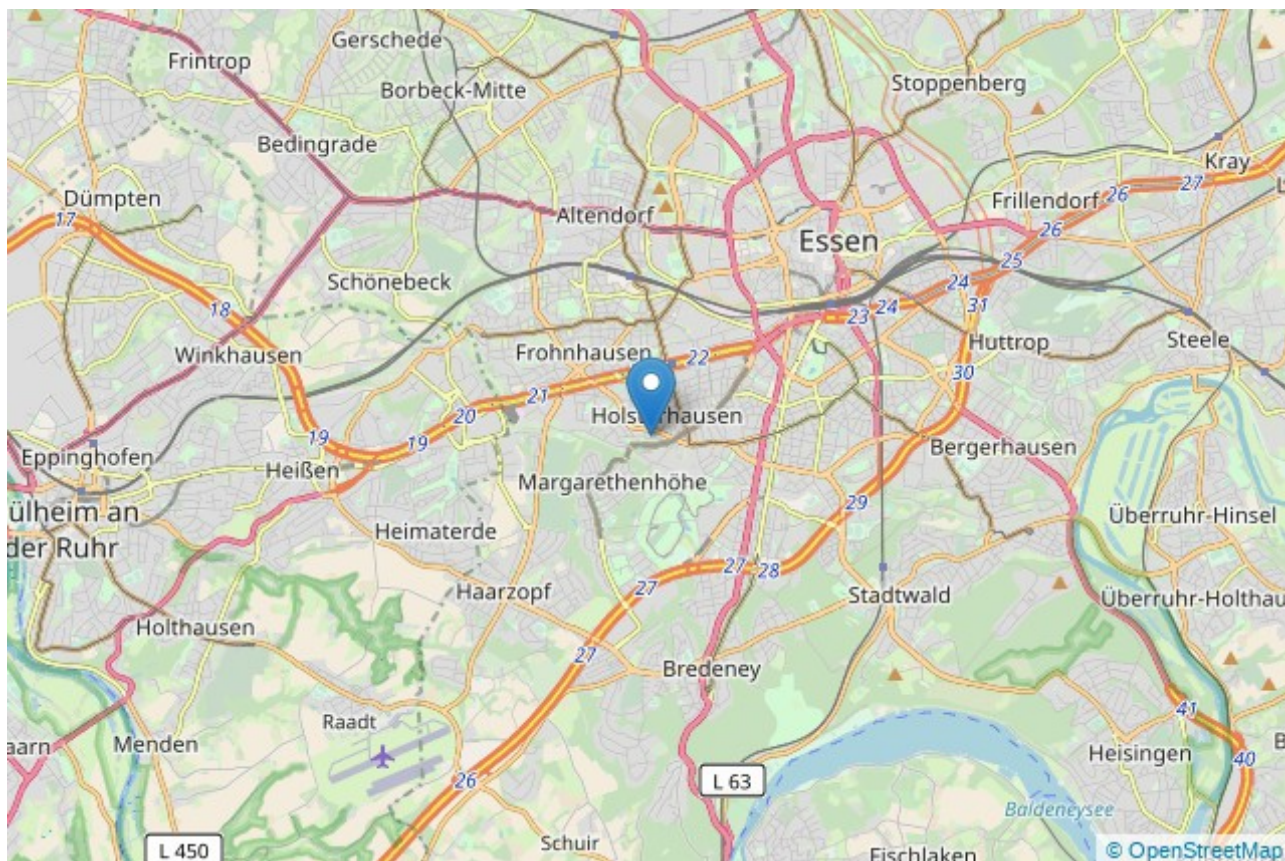 Gerschede
Frintrop
Borbeck-Mitte
Stoppenberg
Bedingrade
Kray
Dümpten
26
27
Altendorf
Frillendorf
17
26
Essen
25
Schönebeck
24
31
18
24
23
Huttrop
Steele
Winkhausen
Frohnhausen
22
30
21
20
Holsterhausen
19
19
Eppinghofen
Heißen
Bergerhausen
Margarethenhöhe
29
ülheim an
der Ruhr
Heimaterde
Überruhr-Hinsel
27
28
27
Haarzopf
Stadtwald
Überruhr-Holthau
Holthausen
27
Bredeney
Raadt
41
aarn
Menden
Heisingen
B
40
26
L 63
Baldeneysee
Schuir
L 450
Fischlaken
© OpenStreetMap